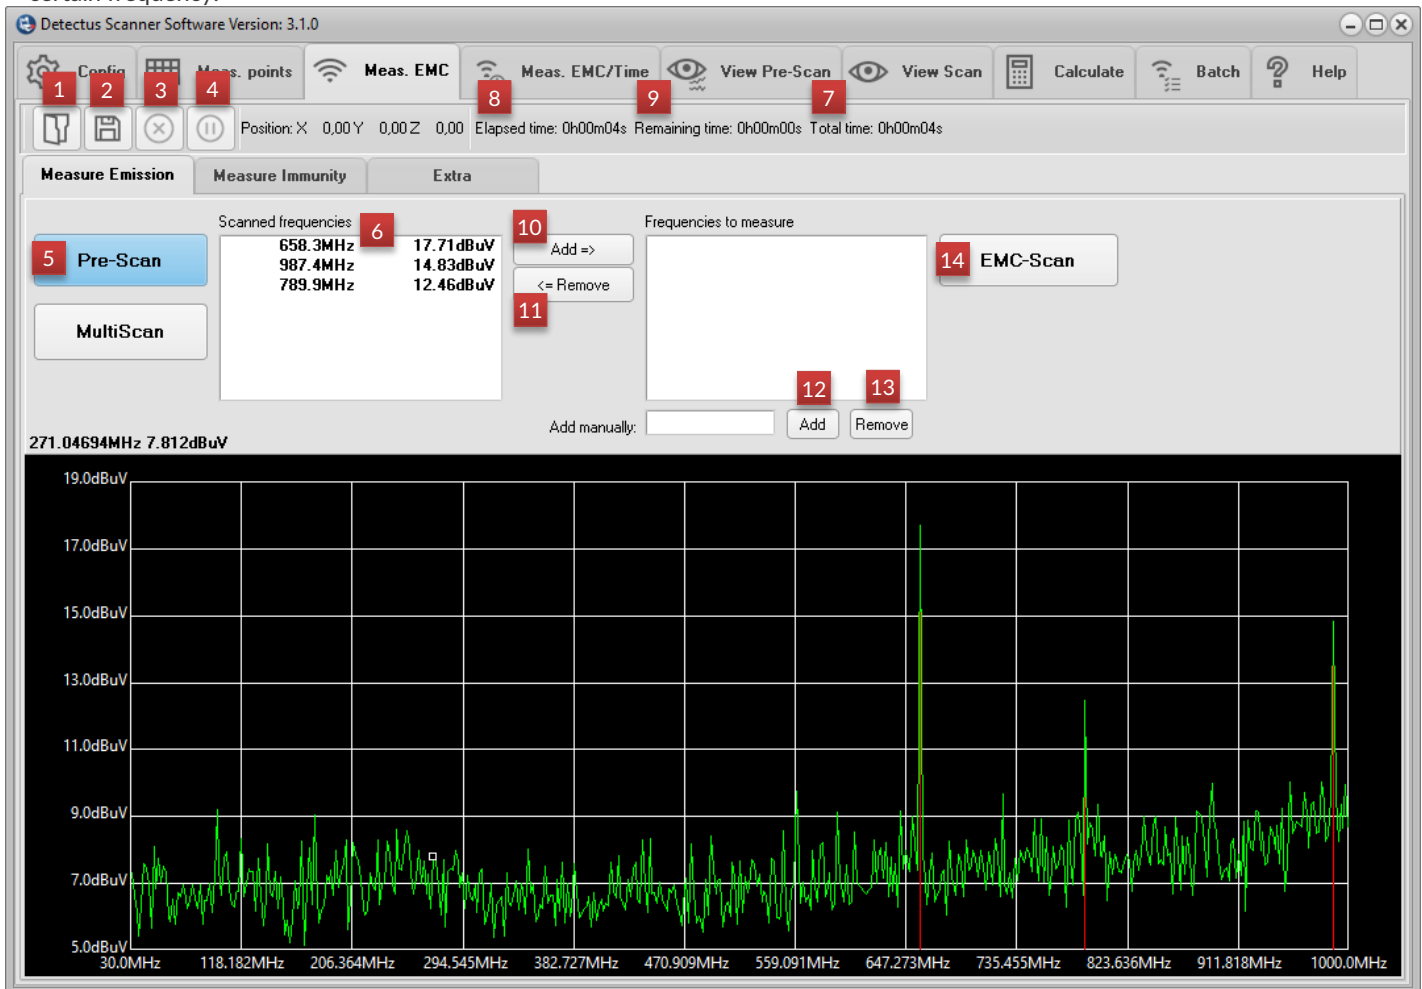 certain frequency.
Detectus Scanner Software Version: 3.1.0
Config Meas. points Meas. EMC Meas. EMC/Time View Pre-Scan View Scan Calculate Batch Help
1 2 3 4 8 9 7
Position: X 0,00 Y 0,00 Z 0,00 Elapsed time: 0h00m04s Remaining time: 0h00m00s Total time: 0h00m04s
Measure Emission Measure Immunity Extra
Scanned frequencies 6 10 Frequencies to measure
658.3MHz 17.71dBuV
987.4MHz 14.83dBuV
789.9MHz 12.46dBuV
5 Pre-Scan
MultiScan
Add =>
<= Remove
11
14 EMC-Scan
12 13
Add manually: Add Remove
271.04694MHz 7.812dBuV
19.0dBuV
17.0dBuV
15.0dBuV
13.0dBuV
11.0dBuV
9.0dBuV
7.0dBuV
5.0dBuV
30.0MHz 118.182MHz 206.364MHz 294.545MHz 382.727MHz 470.909MHz 559.091MHz 647.273MHz 735.455MHz 823.636MHz 911.818MHz 1000.0MHz